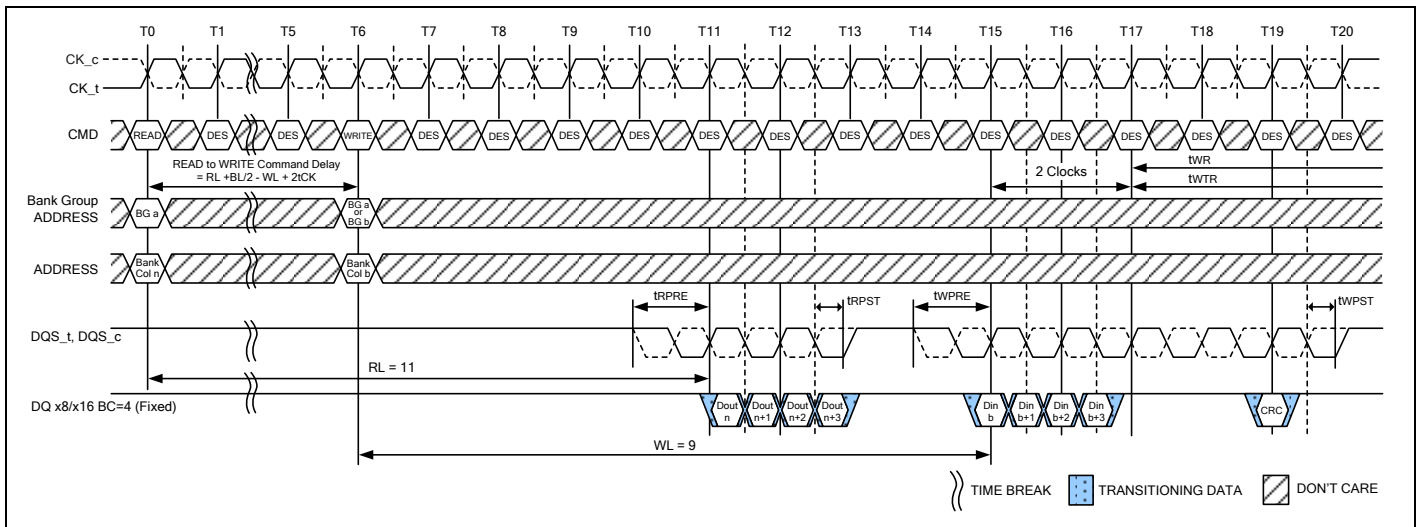 T0 T1 T5 T6 T7 T8 T9 T10 T11 T12 T13 T14 T15 T16 T17 T18 T19 T20
CK_c
CK_t
CMD READ DES DES WRITE DES DES DES DES DES DES DES DES DES DES DES DES DES DES
READ to WRITE Command Delay
= RL +BL/2 - WL + 2tCK
2 Clocks
tWR
tWTR
Bank Group
ADDRESS
BG a
BG a
or
BG b
ADDRESS
Bank
Col n
Bank
Col b
tRPRE tRPST tWPRE tWPST
DQS_t, DQS_c
RL = 11
DQ x8/x16 BC=4 (Fixed)
Dout
n
Dout
n+1
Dout
n+2
Dout
n+3
Din
b
Din
b+1
Din
b+2
Din
b+3
CRC
WL = 9
TIME BREAK TRANSITIONING DATA DON'T CARE